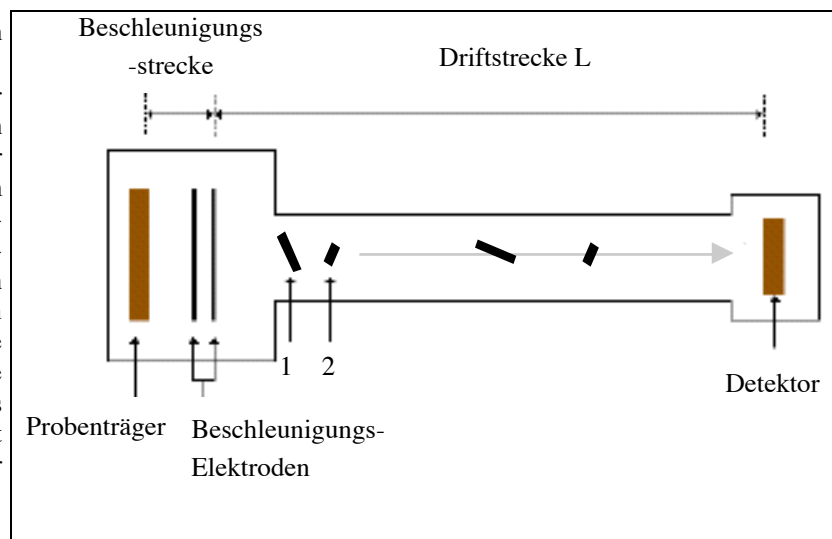 Beschleunigungs
-strecke
Driftstrecke L
1 2
Detektor
Probenträger
Beschleunigungs-
Elektroden